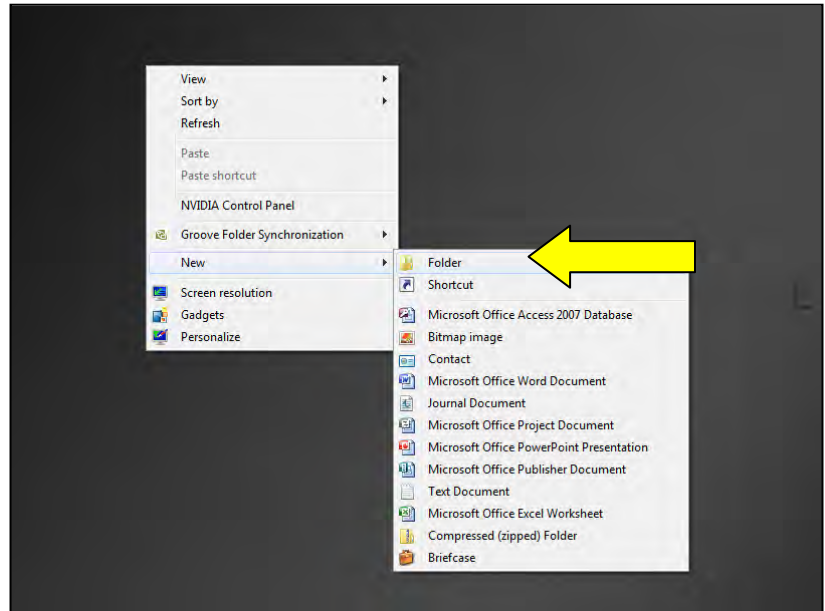 View
Sort by
Refresh
Paste
Paste shortcut
NVIDIA Control Panel
Groove Folder Synchronization
New
Screen resolution
Gadgets
Personalize
Folder
Shortcut
Microsoft Office Access 2007 Database
Bitmap image
Contact
Microsoft Office Word Document
Journal Document
Microsoft Office Project Document
Microsoft Office PowerPoint Presentation
Microsoft Office Publisher Document
Text Document
Microsoft Office Excel Worksheet
Compressed (zipped) Folder
Briefcase